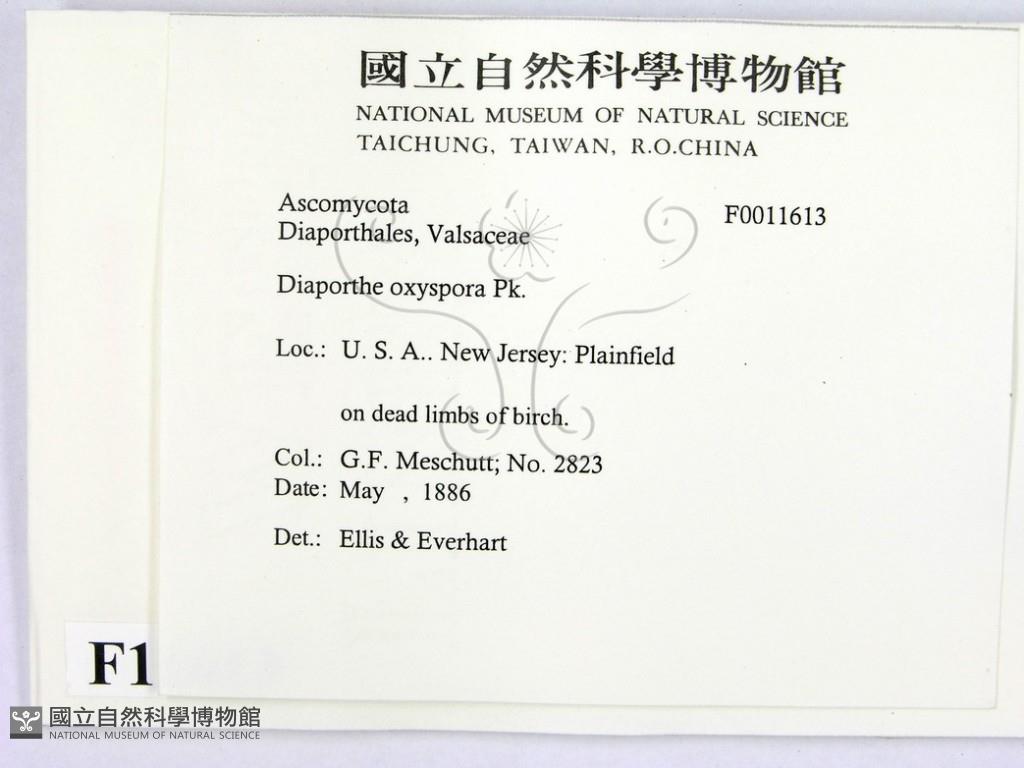 國立自然科學博物館
NATIONAL MUSEUM OF NATURAL SCIENCE
TAICHUNG, TAIWAN, R.O.CHINA
Ascomycota F0011613
Diaporthales, Valsaceae
Diaporthe oxyspora Pk.
Loc.: U. S. A.. New Jersey: Plainfield
on dead limbs of birch.
Col.: G.F. Meschutt; No. 2823
Date: May , 1886
Det.: Ellis & Everhart
F1
國立自然科學博物館
NATIONAL MUSEUM OF NATURAL SCIENCE